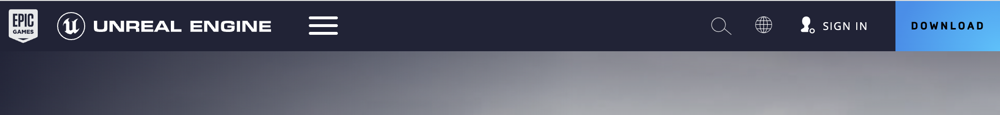 EPIC
GAMES
UNREAL ENGINE
SIGN IN
DOWNLOAD